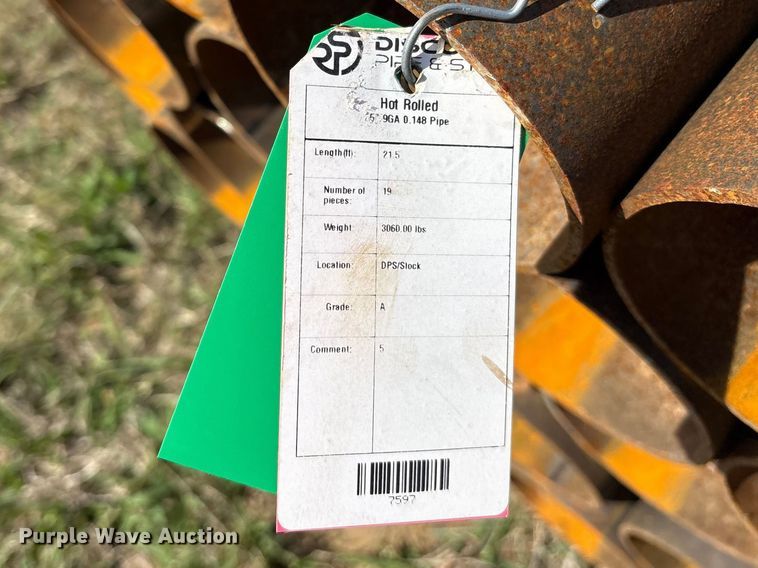 PIPE & ST
Hot Rolled
9GA 0.148 Pipe
Length(ft): 21.5
Number of pieces: 19
Weight: 3060.00 lbs
Location: DPS/Stock
Grade: A
Comment: 5
7597
Purple Wave Auction